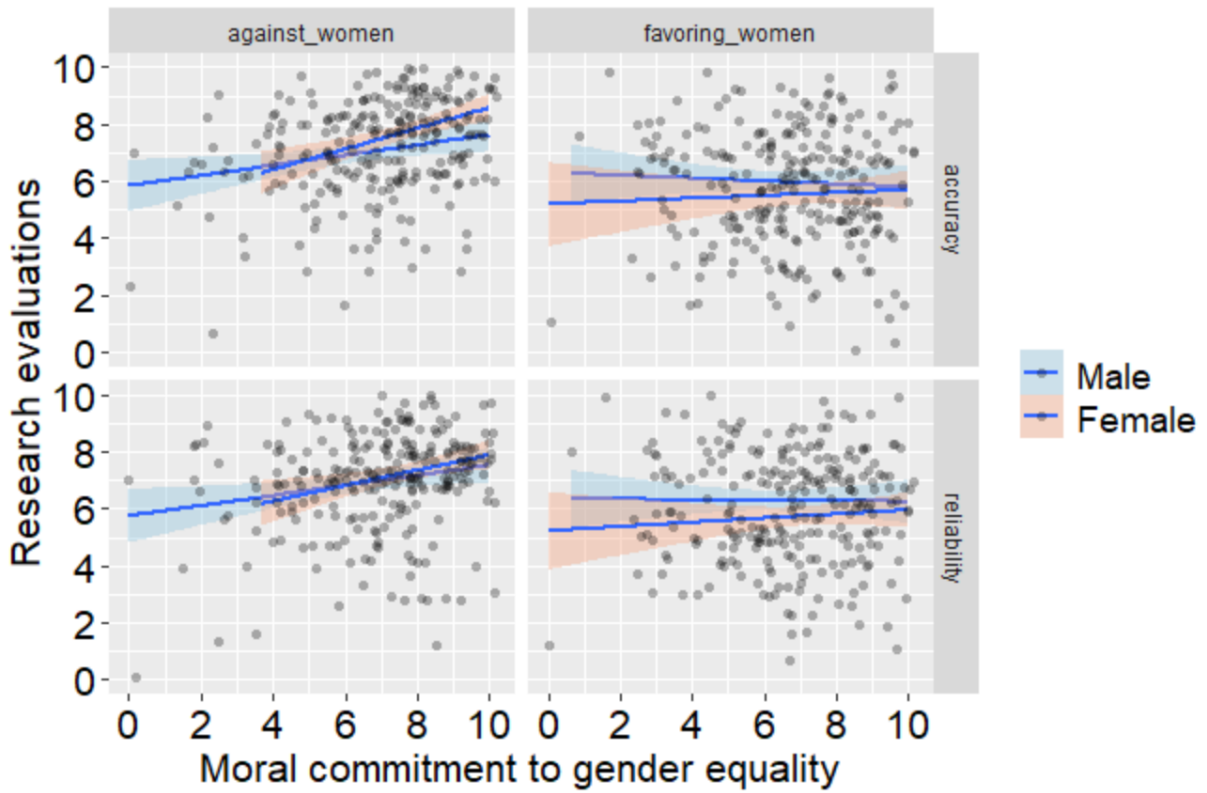 against_women
favoring_women
10
8
6
4
2
0
accuracy
10
8
6
4
2
0
reliability
0 2 4 6 8 10
0 2 4 6 8 10
Research evaluations
Moral commitment to gender equality
Male
Female